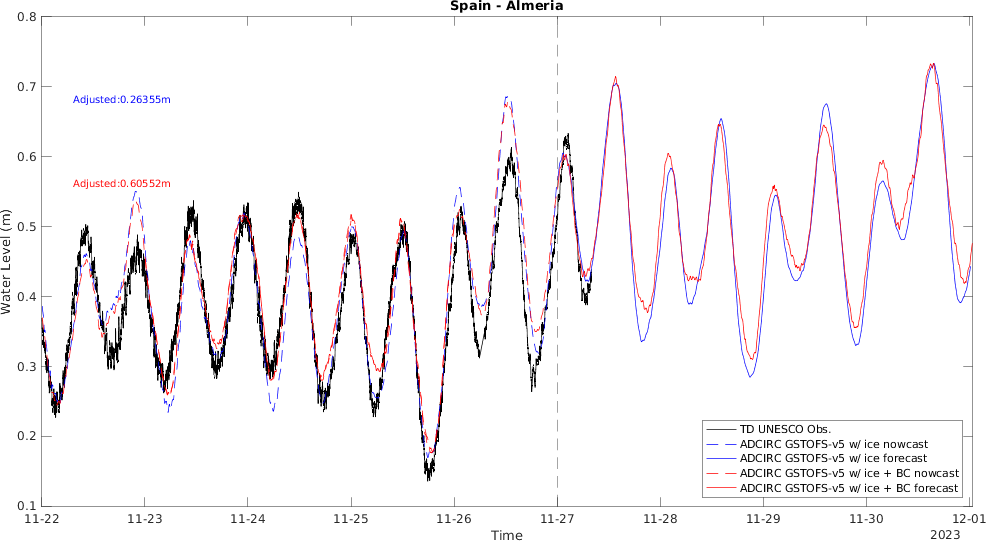 Spain - Almeria
Water Level (m)
0.8
0.7
0.6
0.5
0.4
0.3
0.2
0.1
Adjusted:0.26355m
Adjusted:0.60552m
TD UNESCO Obs.
ADCIRC GSTOFS-v5 w/ ice nowcast
ADCIRC GSTOFS-v5 w/ ice forecast
ADCIRC GSTOFS-v5 w/ ice + BC nowcast
ADCIRC GSTOFS-v5 w/ ice + BC forecast
11-22 11-23 11-24 11-25 11-26 11-27 11-28 11-29 11-30 12-01
Time
2023